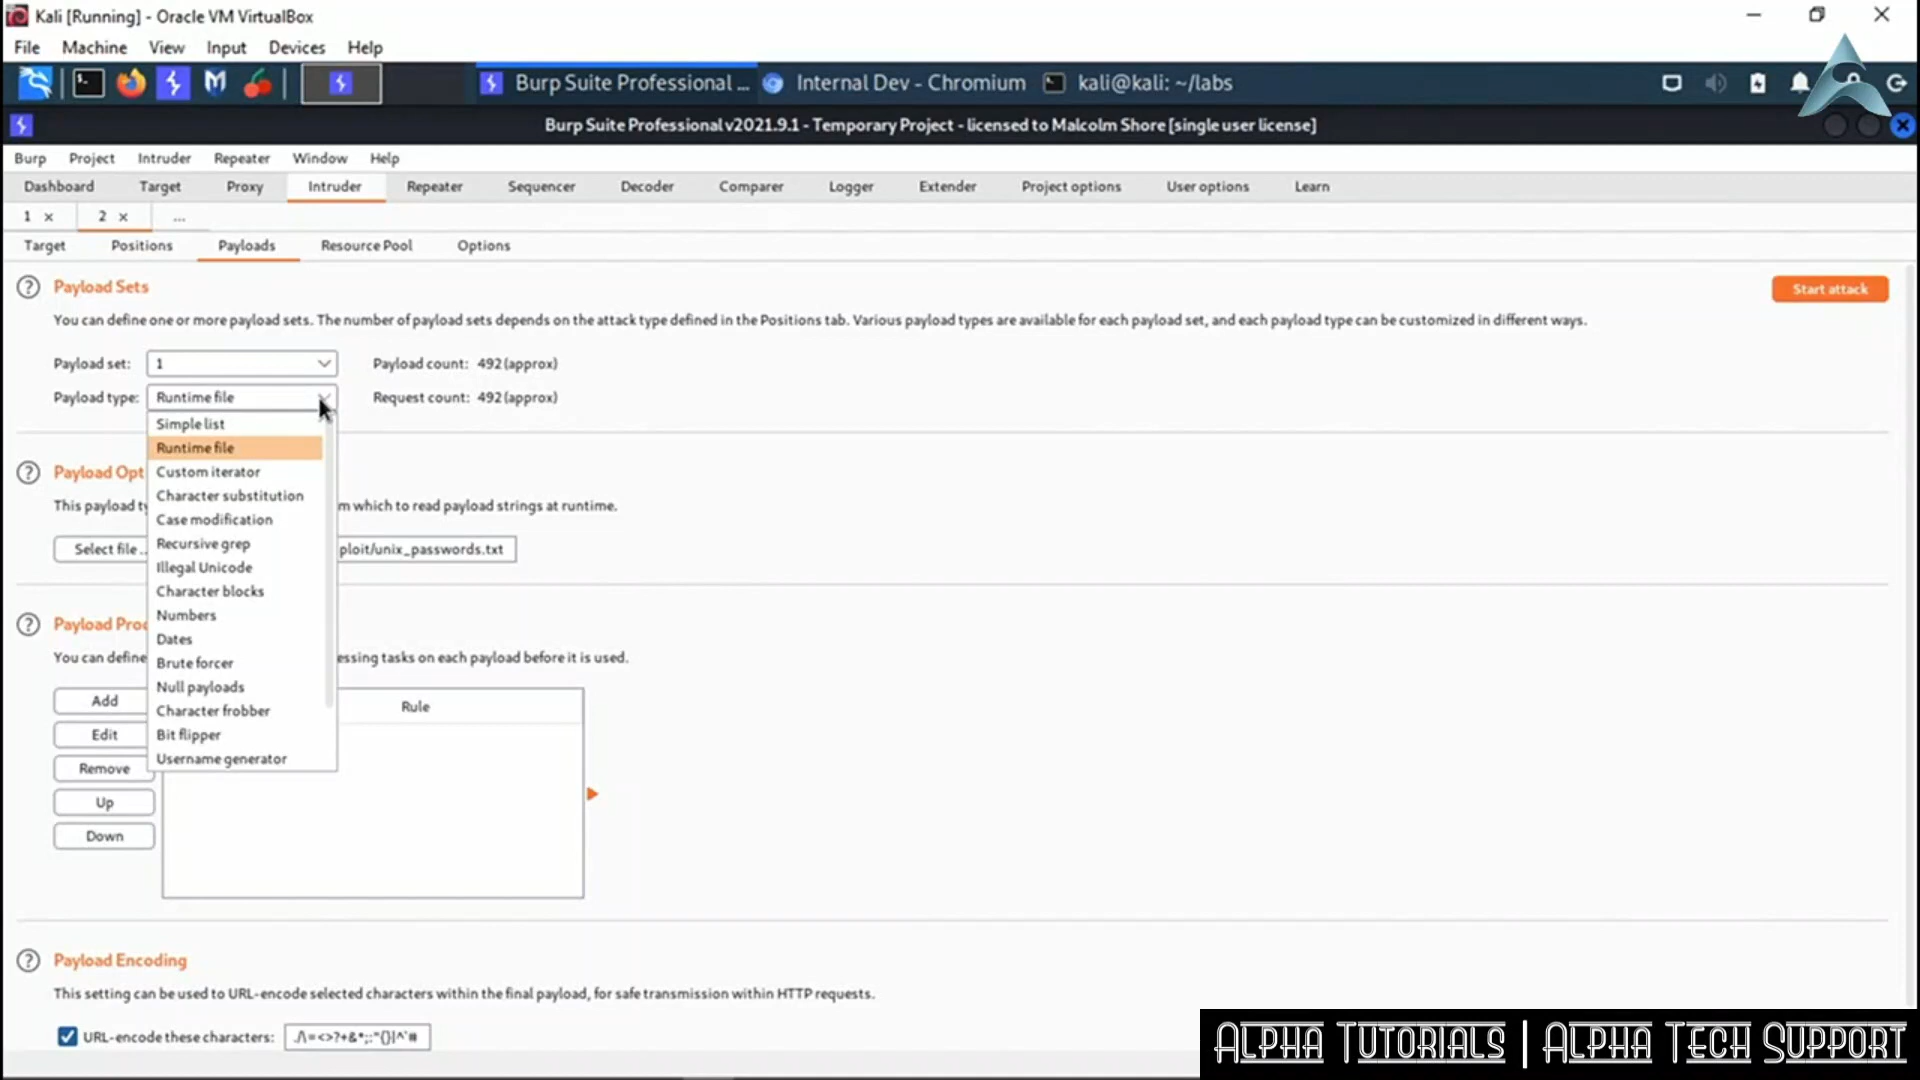 Kali [Running] - Oracle VM VirtualBox
File Machine View Input Devices Help
Burp Suite Professional ... Internal Dev - Chromium kali@kali: ~/labs
Burp Suite Professional v2021.9.1 - Temporary Project - licensed to Malcolm Shore [single user license]
Burp Project Intruder Repeater Window Help
Dashboard Target Proxy Intruder Repeater Sequencer Decoder Comparer Logger Extender Project options User options Learn
1 × 2 × ...
Target Positions Payloads Resource Pool Options
? Payload Sets Start attack
You can define one or more payload sets. The number of payload sets depends on the attack type defined in the Positions tab. Various payload types are available for each payload set, and each payload type can be customized in different ways.
Payload set: 1 Payload count: 492 (approx)
Payload type: Runtime file Request count: 492 (approx)
Simple list
Runtime file
Custom iterator
Character substitution
Case modification
Recursive grep
Illegal Unicode
Character blocks
Numbers
Dates
Brute forcer
Null payloads
Character frobber
Bit flipper
Username generator
? Payload Opt
This payload ty m which to read payload strings at runtime.
Select file ... ploit/unix_passwords.txt
? Payload Proc
You can define essing tasks on each payload before it is used.
Add Rule
Edit
Remove
Up
Down
? Payload Encoding
This setting can be used to URL-encode selected characters within the final payload, for safe transmission within HTTP requests.
URL-encode these characters: ./\=<>?+&*;:"{}|^`#
Alpha Tutorials | Alpha Tech Support